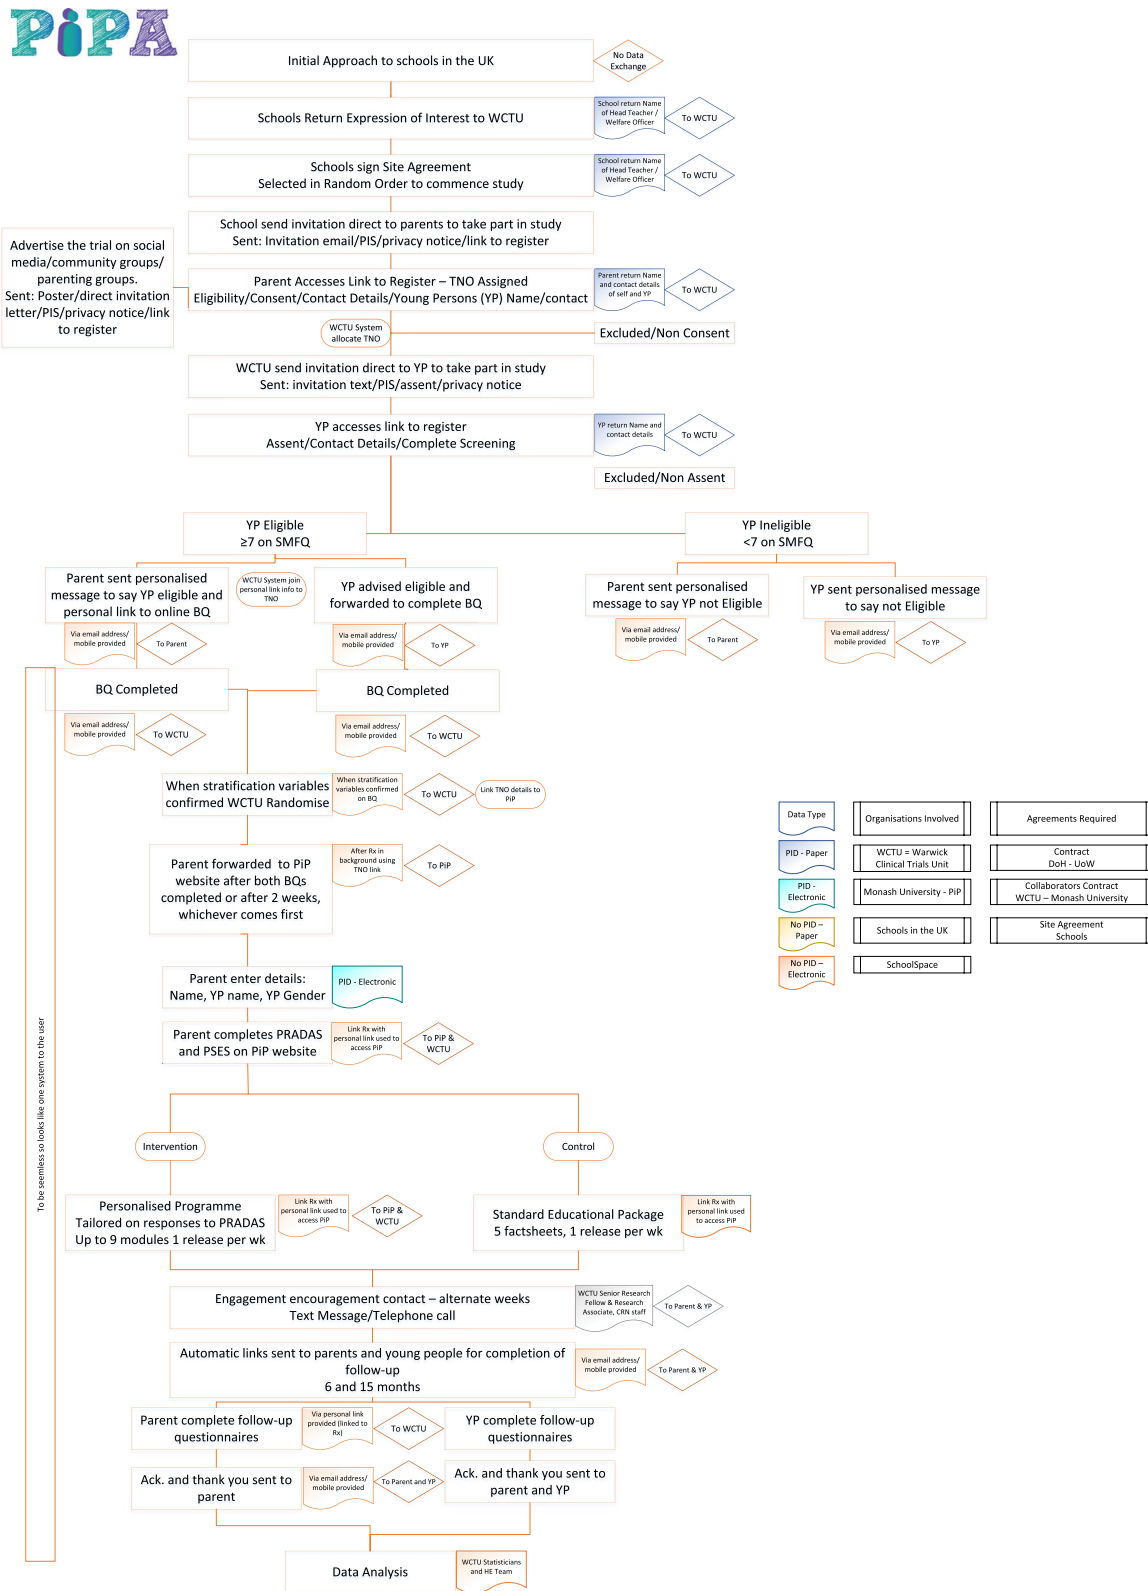 PiPA
Initial Approach to schools in the UK
No Data
Exchange
Schools Return Expression of Interest to WCTU
School return Name
of Head Teacher /
Welfare Officer
To WCTU
Schools sign Site Agreement
Selected in Random Order to commence study
School return Name
of Head Teacher /
Welfare Officer
To WCTU
School send invitation direct to parents to take part in study
Sent: Invitation email/PIS/privacy notice/link to register
Advertise the trial on social
media/community groups/
parenting groups.
Sent: Poster/direct invitation
letter/PIS/privacy notice/link
to register
Parent Accesses Link to Register – TNO Assigned
Eligibility/Consent/Contact Details/Young Persons (YP) Name/contact
Parent return Name
and contact details
of self and YP
To WCTU
WCTU System
allocate TNO
Excluded/Non Consent
WCTU send invitation direct to YP to take part in study
Sent: invitation text/PIS/assent/privacy notice
YP accesses link to register
Assent/Contact Details/Complete Screening
YP return Name and
contact details
To WCTU
Excluded/Non Assent
YP Eligible
≥7 on SMFQ
YP Ineligible
<7 on SMFQ
Parent sent personalised
message to say YP eligible and
personal link to online BQ
WCTU System join
personal link info to
TNO
YP advised eligible and
forwarded to complete BQ
Parent sent personalised
message to say YP not Eligible
YP sent personalised message
to say not Eligible
Via email address/
mobile provided
To Parent
Via email address/
mobile provided
To YP
Via email address/
mobile provided
To Parent
Via email address/
mobile provided
To YP
BQ Completed
BQ Completed
Via email address/
mobile provided
To WCTU
Via email address/
mobile provided
To WCTU
When stratification variables
confirmed WCTU Randomise
When stratification
variables confirmed
on BQ
To WCTU
Link TNO details to
PiP
Parent forwarded to PiP
website after both BQs
completed or after 2 weeks,
whichever comes first
After Rx in
background using
TNO link
To PiP
Parent enter details:
Name, YP name, YP Gender
PID - Electronic
Parent completes PRADAS
and PSES on PiP website
Link Rx with
personal link used to
access PiP
To PiP &
WCTU
Data Type
Organisations Involved
Agreements Required
PID - Paper
WCTU = Warwick
Clinical Trials Unit
Contract
DoH - UoW
PID -
Electronic
Monash University - PiP
Collaborators Contract
WCTU – Monash University
No PID –
Paper
Schools in the UK
Site Agreement
Schools
No PID –
Electronic
SchoolSpace
To be seemless so looks like one system to the user
Intervention
Control
Personalised Programme
Tailored on responses to PRADAS
Up to 9 modules 1 release per wk
Link Rx with
personal link used to
access PiP
To PiP &
WCTU
Standard Educational Package
5 factsheets, 1 release per wk
Link Rx with
personal link used
to access PiP
Engagement encouragement contact – alternate weeks
Text Message/Telephone call
WCTU Senior Research
Fellow & Research
Associate, CRN staff
To Parent & YP
Automatic links sent to parents and young people for completion of
follow-up
6 and 15 months
Via email address/
mobile provided
To Parent & YP
Parent complete follow-up
questionnaires
Via personal link
provided (linked to
Rx)
To WCTU
YP complete follow-up
questionnaires
Ack. and thank you sent to
parent
Via email address/
mobile provided
To Parent and YP
Ack. and thank you sent to
parent and YP
Data Analysis
WCTU Statisticians
and HE Team